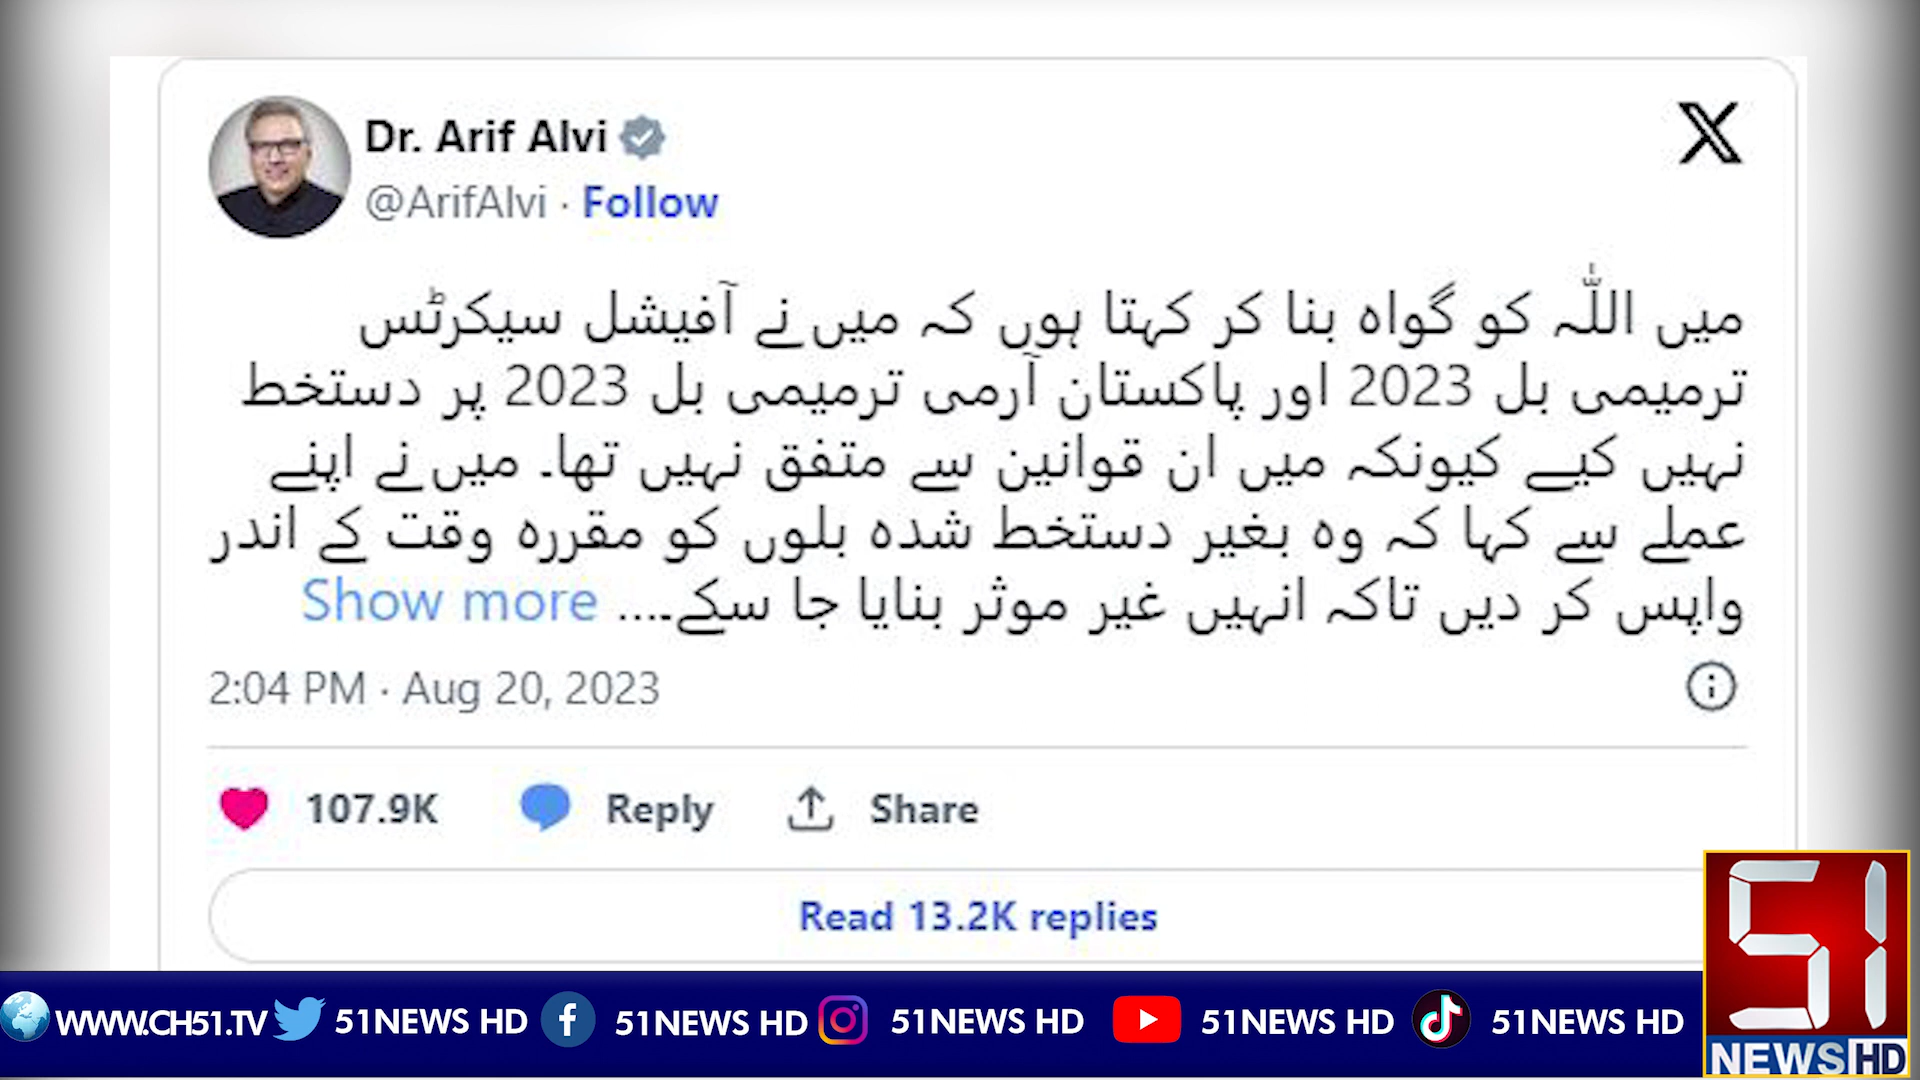 Dr. Arif Alvi
@ArifAlvi · Follow
میں اللّٰہ کو گواہ بنا کر کہتا ہوں کہ میں نے آفیشل سیکرٹس
ترمیمی بل 2023 اور پاکستان آرمی ترمیمی بل 2023 پر دستخط
نہیں کیے کیونکہ میں ان قوانین سے متفق نہیں تھا۔ میں نے اپنے
عملے سے کہا کہ وہ بغیر دستخط شدہ بلوں کو مقررہ وقت کے اندر
واپس کر دیں تاکہ انہیں غیر موثر بنایا جا سکے۔... Show more
2:04 PM · Aug 20, 2023
107.9K Reply Share
Read 13.2K replies
WWW.CH51.TV 51NEWS HD 51NEWS HD 51NEWS HD 51NEWS HD 51NEWS HD
51
NEWS HD